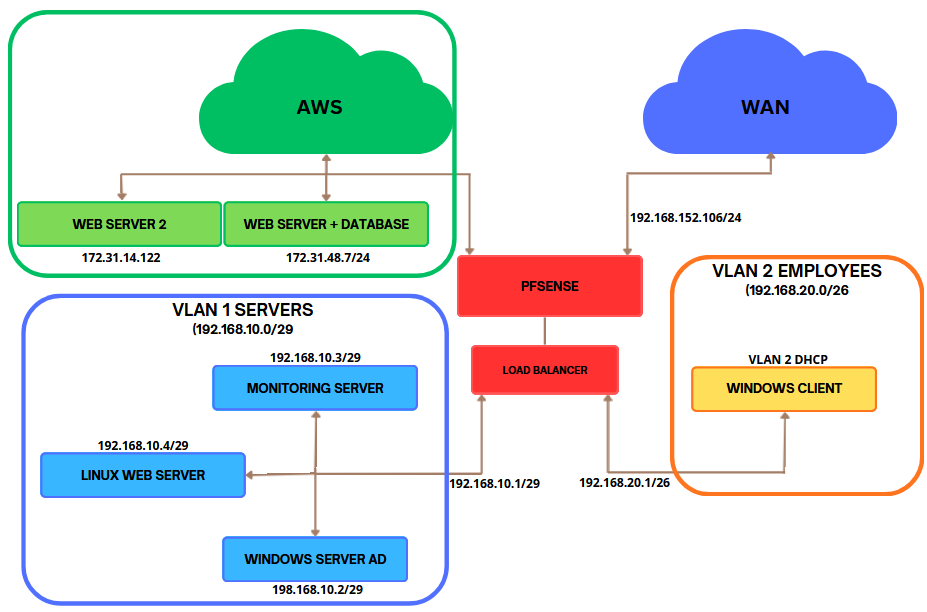 AWS
WAN
192.168.152.106/24
WEB SERVER 2
WEB SERVER + DATABASE
172.31.14.122
172.31.48.7/24
PFSENSE
VLAN 2 EMPLOYEES
(192.168.20.0/26
VLAN 1 SERVERS
(192.168.10.0/29
192.168.10.3/29
MONITORING SERVER
LOAD BALANCER
VLAN 2 DHCP
WINDOWS CLIENT
192.168.10.4/29
LINUX WEB SERVER
192.168.10.1/29
192.168.20.1/26
WINDOWS SERVER AD
198.168.10.2/29